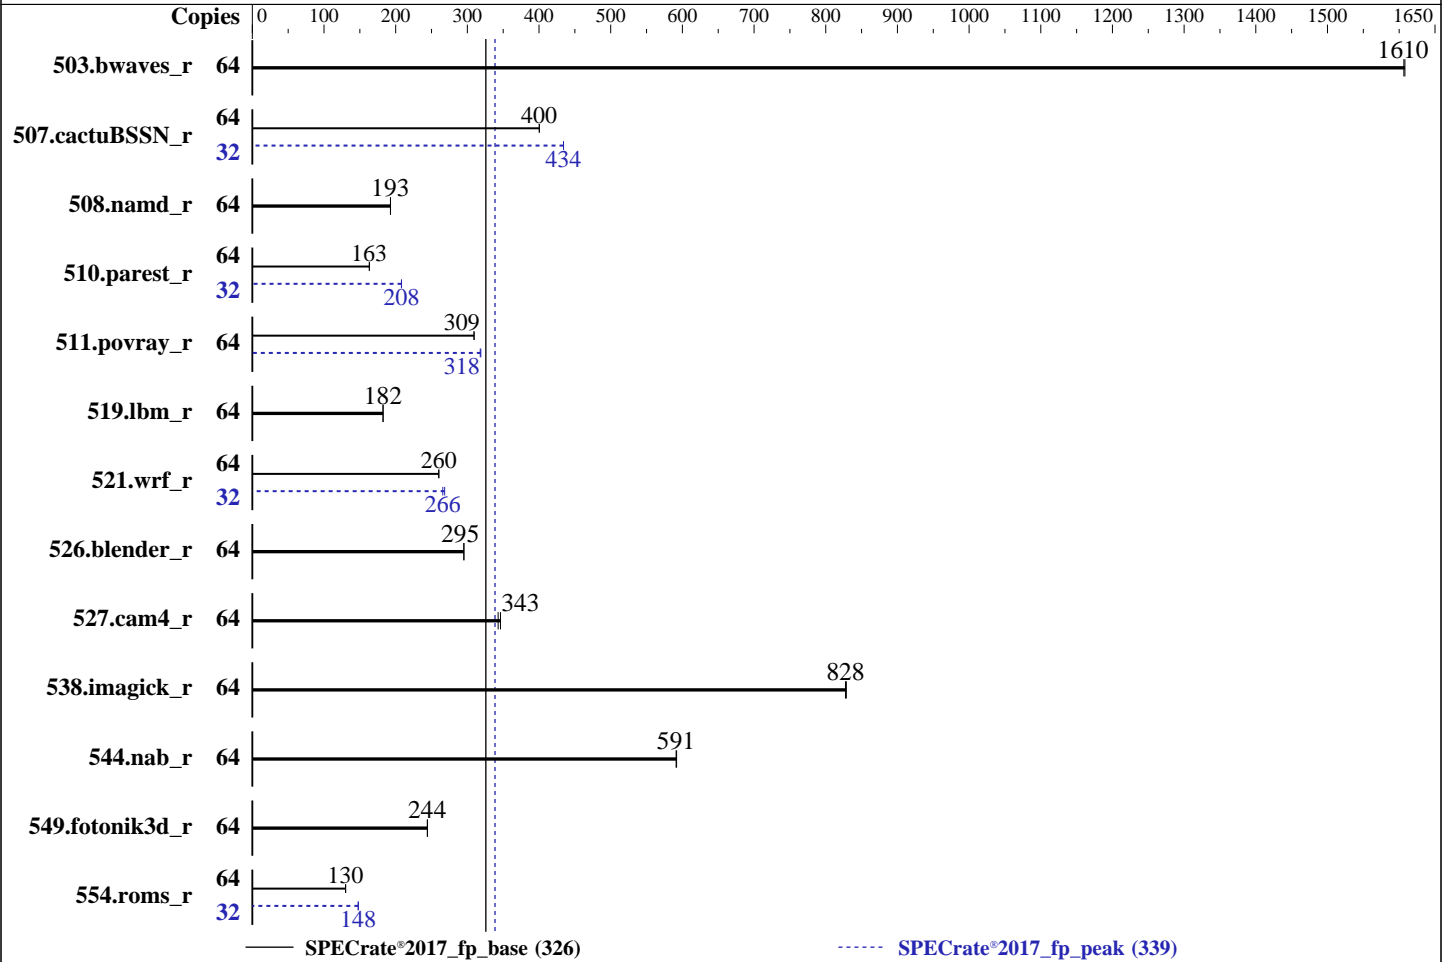 Copies 0 100 200 300 400 500 600 700 800 900 1000 1100 1200 1300 1400 1500 1650
503.bwaves_r 64 1610
507.cactuBSSN_r 64 400
32 434
508.namd_r 64 193
510.parest_r 64 163
32 208
511.povray_r 64 309
318
519.lbm_r 64 182
521.wrf_r 64 260
32 266
526.blender_r 64 295
527.cam4_r 64 343
538.imagick_r 64 828
544.nab_r 64 591
549.fotonik3d_r 64 244
554.roms_r 64 130
32 148
SPECrate®2017_fp_base (326) SPECrate®2017_fp_peak (339)